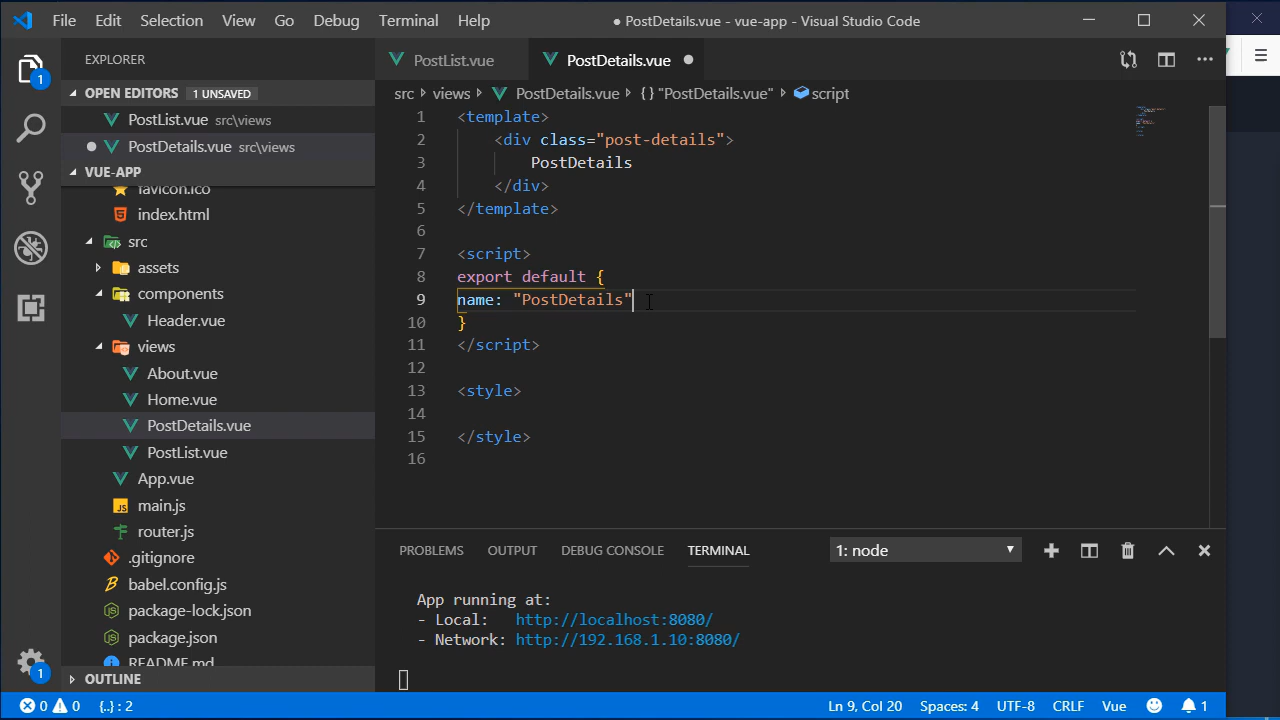 File Edit Selection View Go Debug Terminal Help
● PostDetails.vue - vue-app - Visual Studio Code
EXPLORER
OPEN EDITORS 1 UNSAVED
PostList.vue src\views
● PostDetails.vue src\views
VUE-APP
favicon.ico
index.html
src
assets
components
Header.vue
views
About.vue
Home.vue
PostDetails.vue
PostList.vue
App.vue
main.js
router.js
.gitignore
babel.config.js
package-lock.json
package.json
README.md
OUTLINE
PostList.vue PostDetails.vue ●
src › views › PostDetails.vue › {} "PostDetails.vue" › script
1 <template>
2 <div class="post-details">
3 PostDetails
4 </div>
5 </template>
6
7 <script>
8 export default {
9 name: "PostDetails"
10 }
11 </script>
12
13 <style>
14
15 </style>
16
PROBLEMS OUTPUT DEBUG CONSOLE TERMINAL 1: node
App running at:
- Local: http://localhost:8080/
- Network: http://192.168.1.10:8080/
1
1
0 0 {..} : 2 Ln 9, Col 20 Spaces: 4 UTF-8 CRLF Vue 1